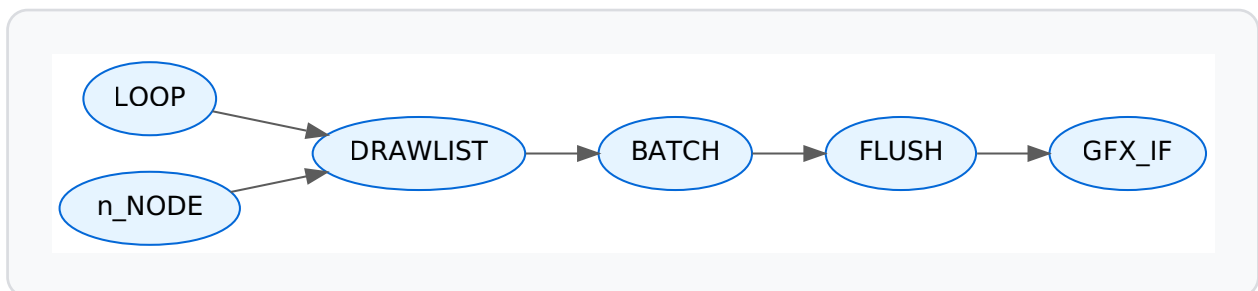 LOOP
n_NODE
DRAWLIST
BATCH
FLUSH
GFX_IF